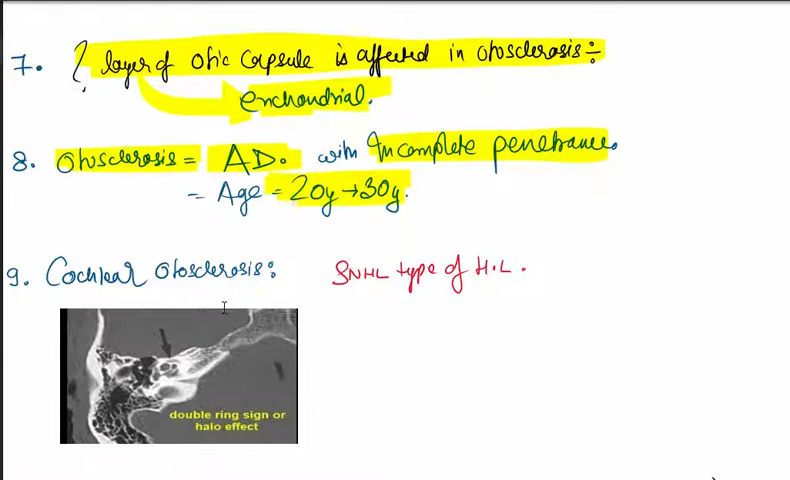 7. ? layer of otic capsule is affected in otosclerosis÷
enchondrial.
8. Otosclerosis = AD. with Incomplete penetrance.
= Age = 20y → 30y.
9. Cochlear otosclerosis: SNHL type of H.L.
double ring sign or
halo effect